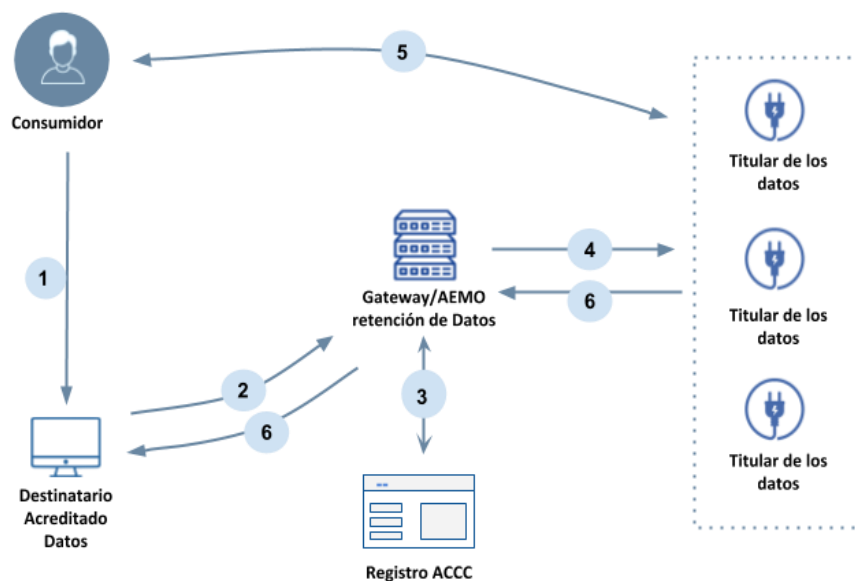 5
Consumidor
Titular de los
datos
1
4
Gateway/AEMO
retención de Datos
6
Titular de los
datos
2
3
6
Titular de los
datos
Destinatario
Acreditado
Datos
Registro ACCC